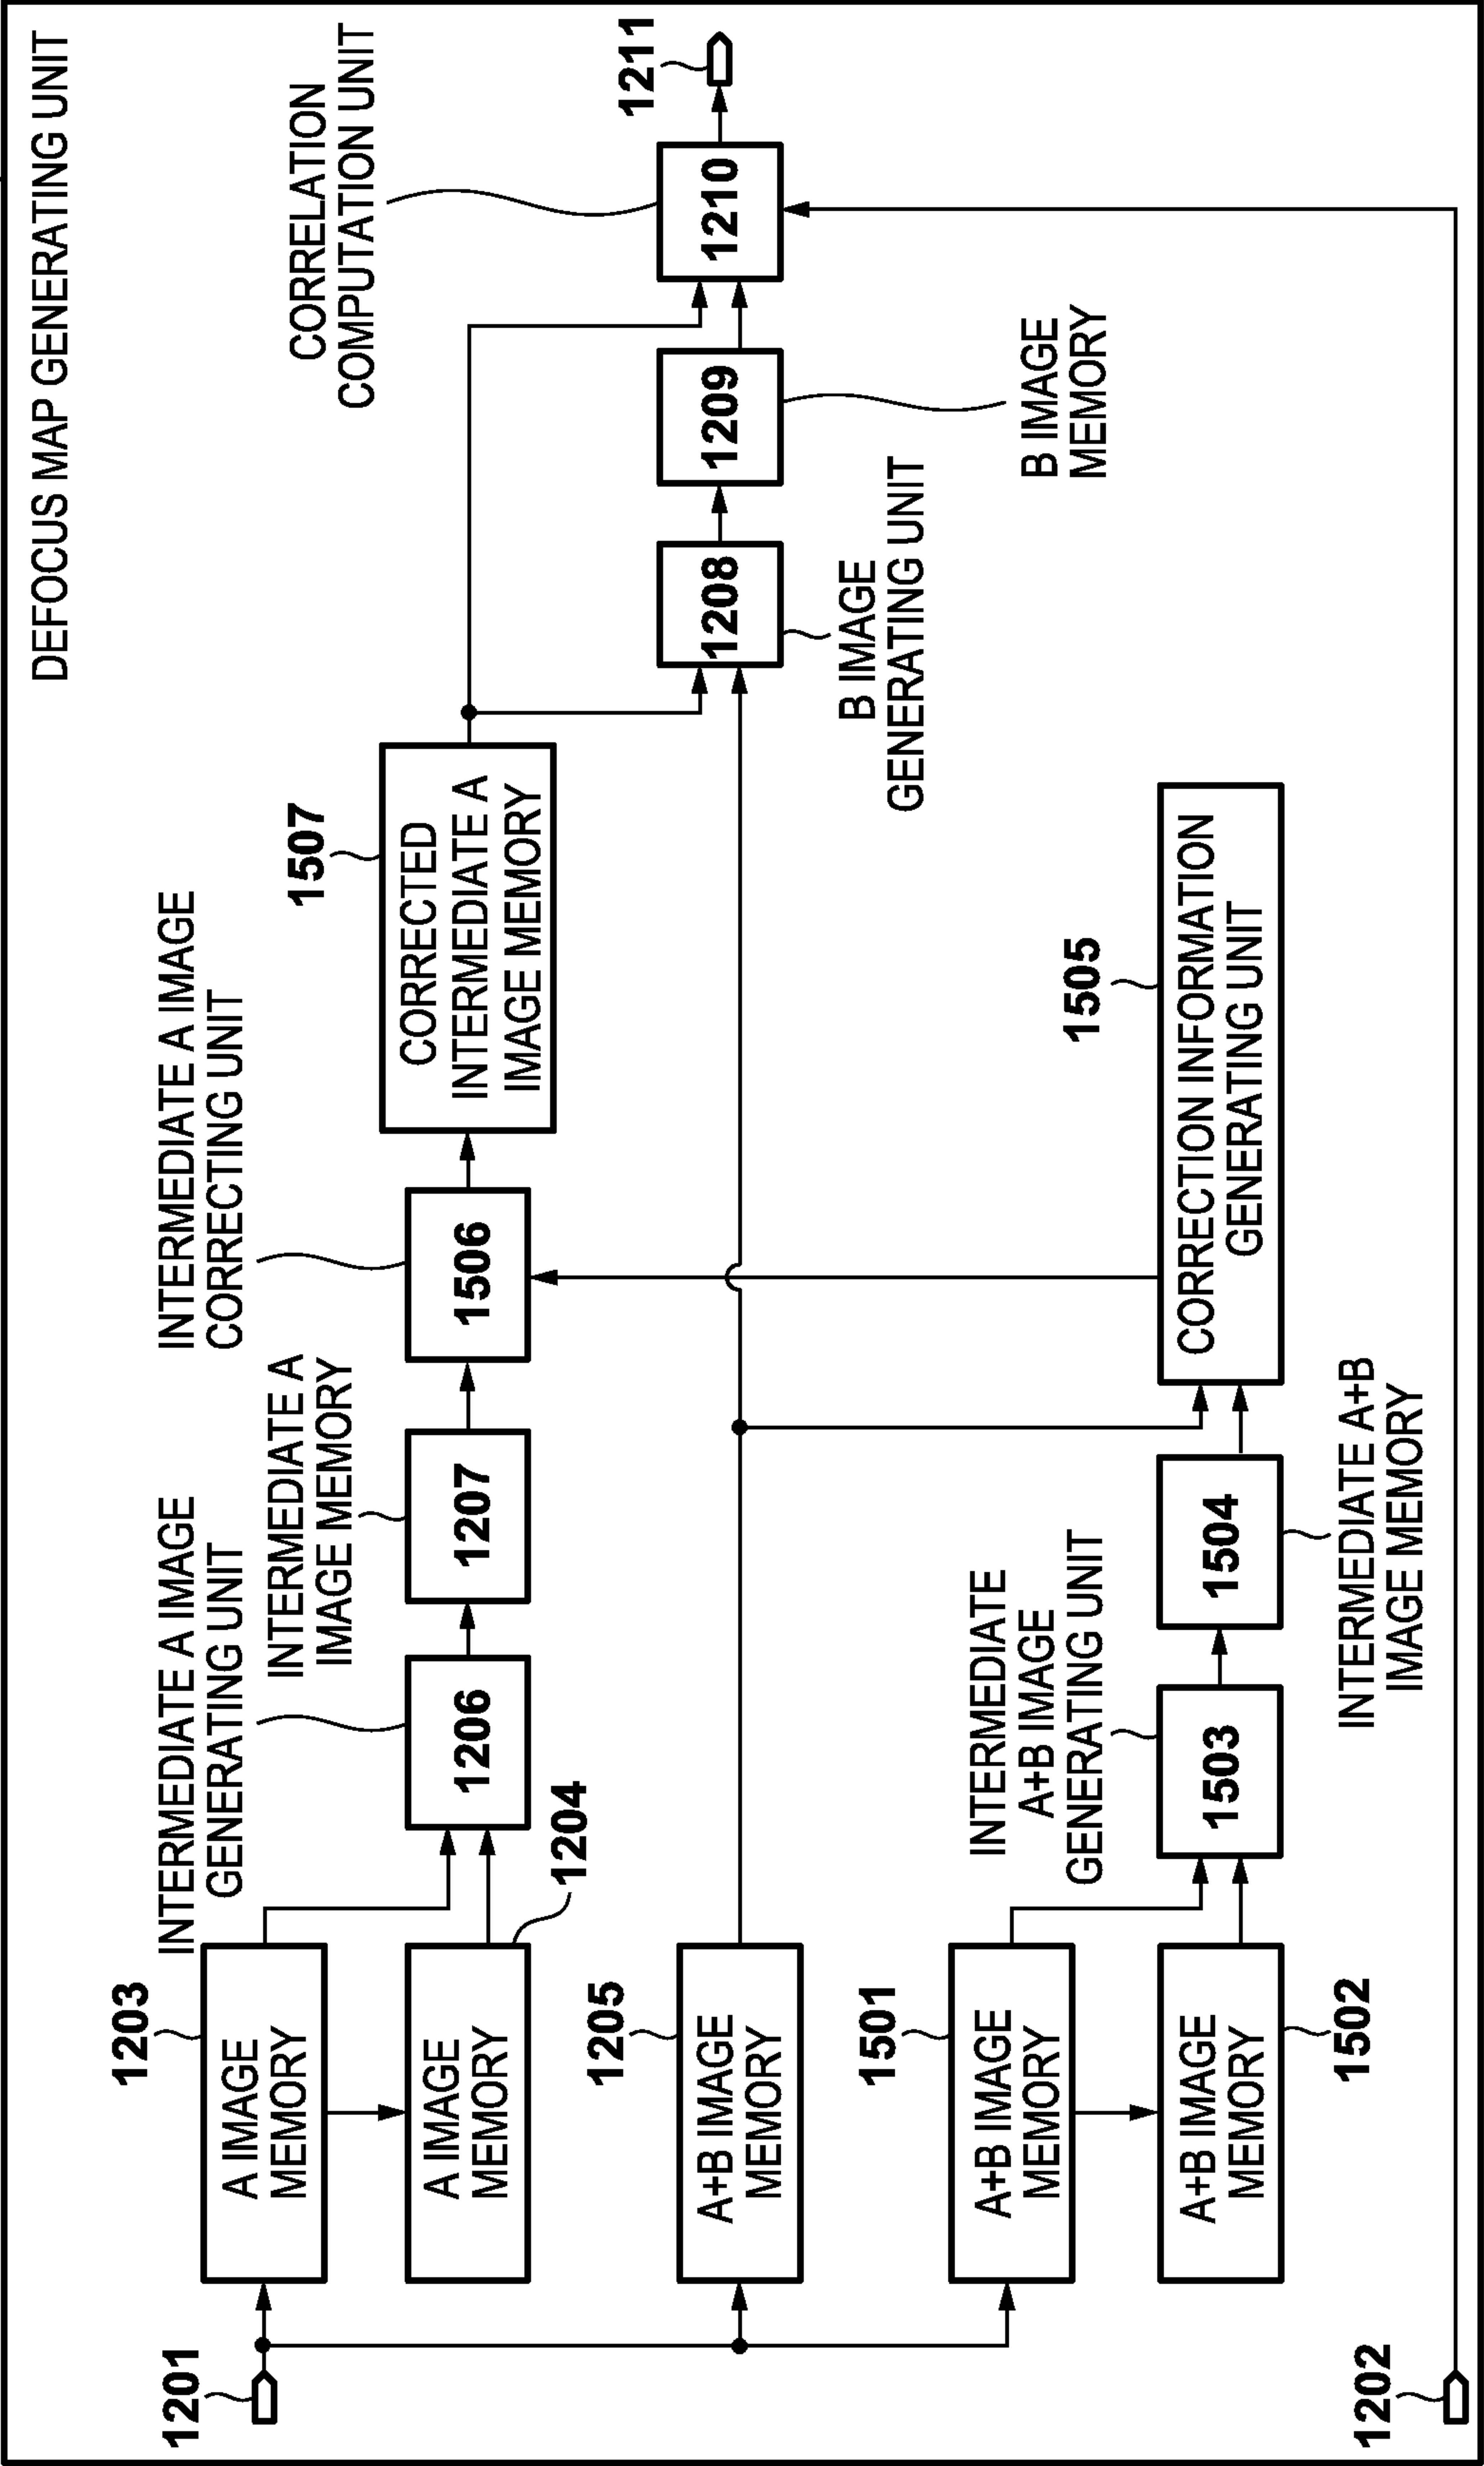 DEFOCUS MAP GENERATING UNIT
1201
1203
A IMAGE
MEMORY
A IMAGE
MEMORY
1204
INTERMEDIATE A IMAGE
GENERATING UNIT
1206
INTERMEDIATE A
IMAGE MEMORY
1207
INTERMEDIATE A IMAGE
CORRECTING UNIT
1506
1507
CORRECTED
INTERMEDIATE A
IMAGE MEMORY
CORRELATION
COMPUTATION UNIT
1210
1211
1205
A+B IMAGE
MEMORY
1208
B IMAGE
GENERATING UNIT
1209
B IMAGE
MEMORY
1501
A+B IMAGE
MEMORY
A+B IMAGE
MEMORY
1502
INTERMEDIATE
A+B IMAGE
GENERATING UNIT
1503
1504
INTERMEDIATE A+B
IMAGE MEMORY
1505
CORRECTION INFORMATION
GENERATING UNIT
1202